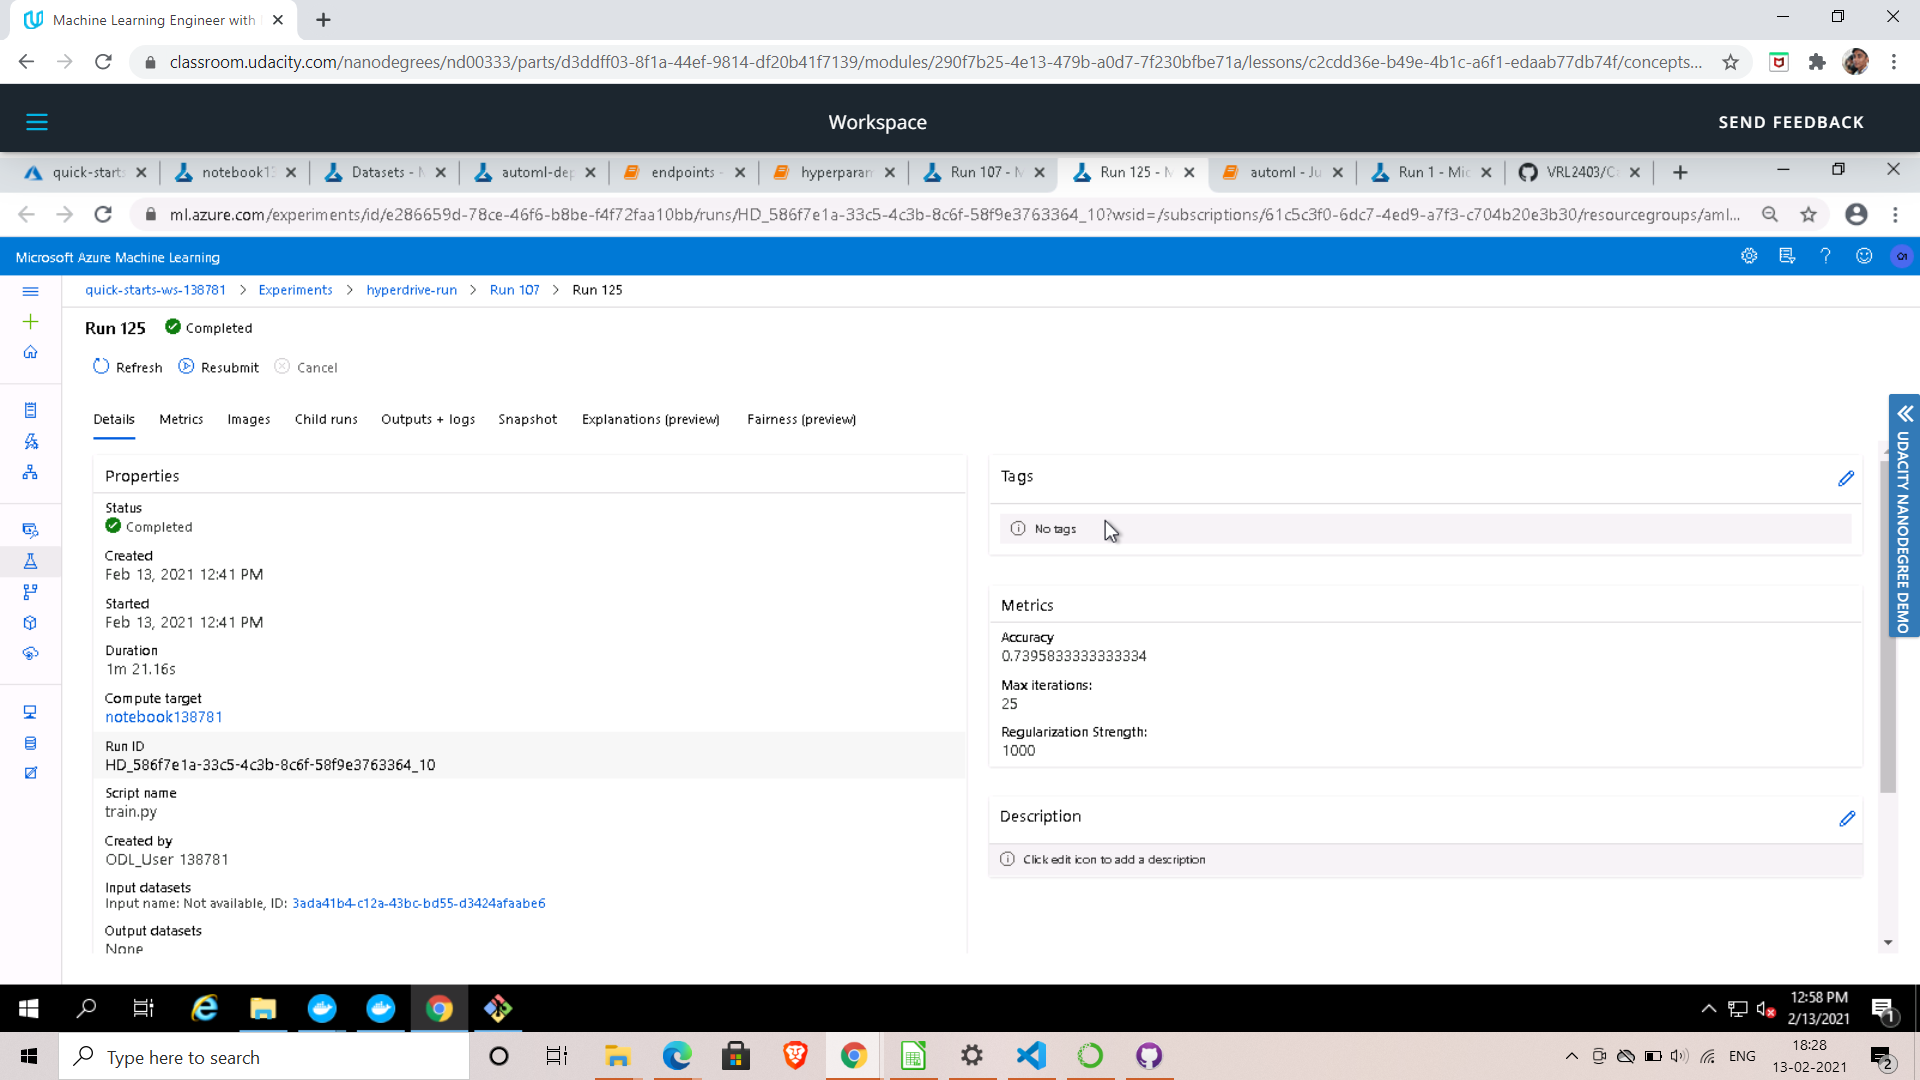 Machine Learning Engineer with
classroom.udacity.com/nanodegrees/nd00333/parts/d3ddff03-8f1a-44ef-9814-df20b41f7139/modules/290f7b25-4e13-479b-a0d7-7f230bfbe71a/lessons/c2cdd36e-b49e-4b1c-a6f1-edaab77db74f/concepts...
Workspace
SEND FEEDBACK
quick-starts
notebook13
Datasets - M
automl-dep
endpoints -
hyperparam
Run 107 - M
Run 125 - M
automl - Ju
Run 1 - Mic
VRL2403/Ca
ml.azure.com/experiments/id/e286659d-78ce-46f6-b8be-f4f72faa10bb/runs/HD_586f7e1a-33c5-4c3b-8c6f-58f9e3763364_10?wsid=/subscriptions/61c5c3f0-6dc7-4ed9-a7f3-c704b20e3b30/resourcegroups/aml...
Microsoft Azure Machine Learning
quick-starts-ws-138781 > Experiments > hyperdrive-run > Run 107 > Run 125
Run 125 Completed
Refresh Resubmit Cancel
Details Metrics Images Child runs Outputs + logs Snapshot Explanations (preview) Fairness (preview)
Properties
Status
Completed
Created
Feb 13, 2021 12:41 PM
Started
Feb 13, 2021 12:41 PM
Duration
1m 21.16s
Compute target
notebook138781
Run ID
HD_586f7e1a-33c5-4c3b-8c6f-58f9e3763364_10
Script name
train.py
Created by
ODL_User 138781
Input datasets
Input name: Not available, ID: 3ada41b4-c12a-43bc-bd55-d3424afaabe6
Output datasets
None
Tags
No tags
Metrics
Accuracy
0.7395833333333334
Max iterations:
25
Regularization Strength:
1000
Description
Click edit icon to add a description
UDACITY NANODEGREE DEMO
12:58 PM
2/13/2021
1
Type here to search
ENG
18:28
13-02-2021
2